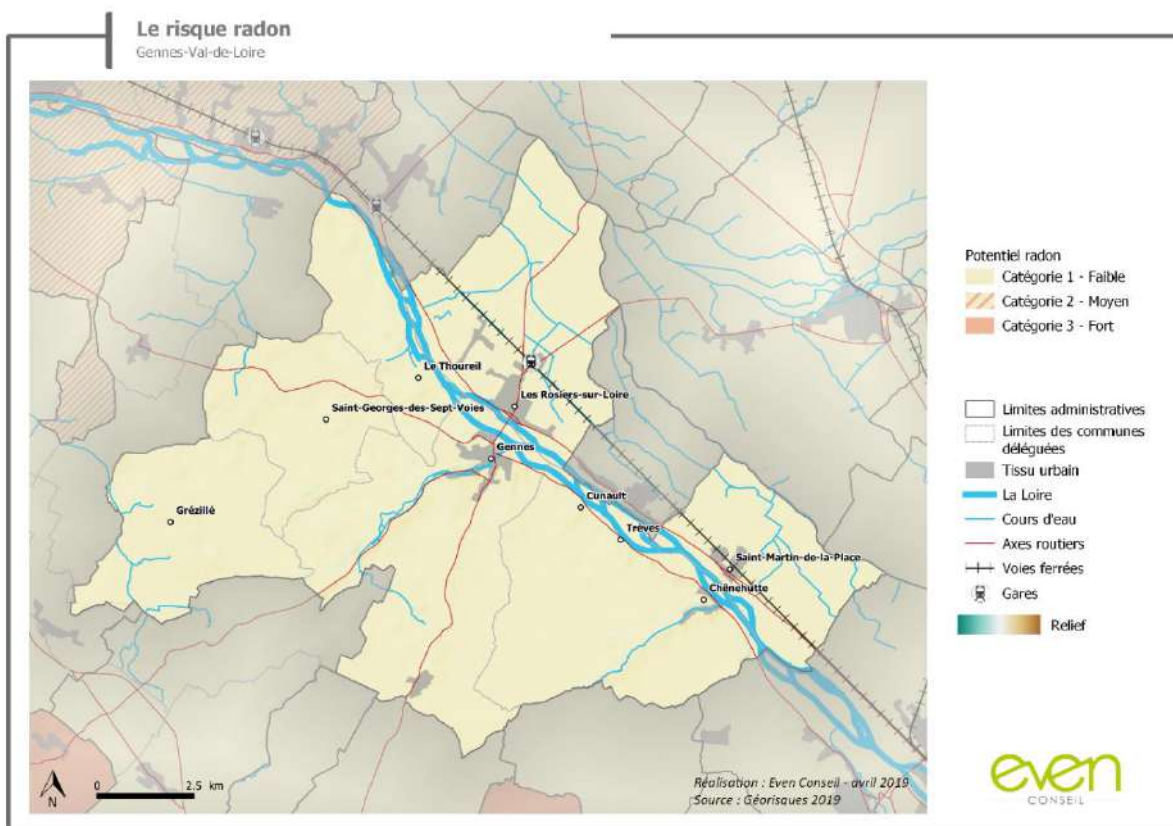 Le risque radon
Gennes-Val-de-Loire
Le Thoureil
Les Rosiers-sur-Loire
Saint-Georges-des-Sept-Voies
Gennes
Cunault
Grézillé
Trèves
Saint-Martin-de-la-Place
Chênehutte
N
0 2.5 km
Réalisation : Even Conseil - avril 2019
Source : Géorisques 2019
Potentiel radon
Catégorie 1 - Faible
Catégorie 2 - Moyen
Catégorie 3 - Fort
Limites administratives
Limites des communes
déléguées
Tissu urbain
La Loire
Cours d'eau
Axes routiers
Voies ferrées
Gares
Relief
even
CONSEIL